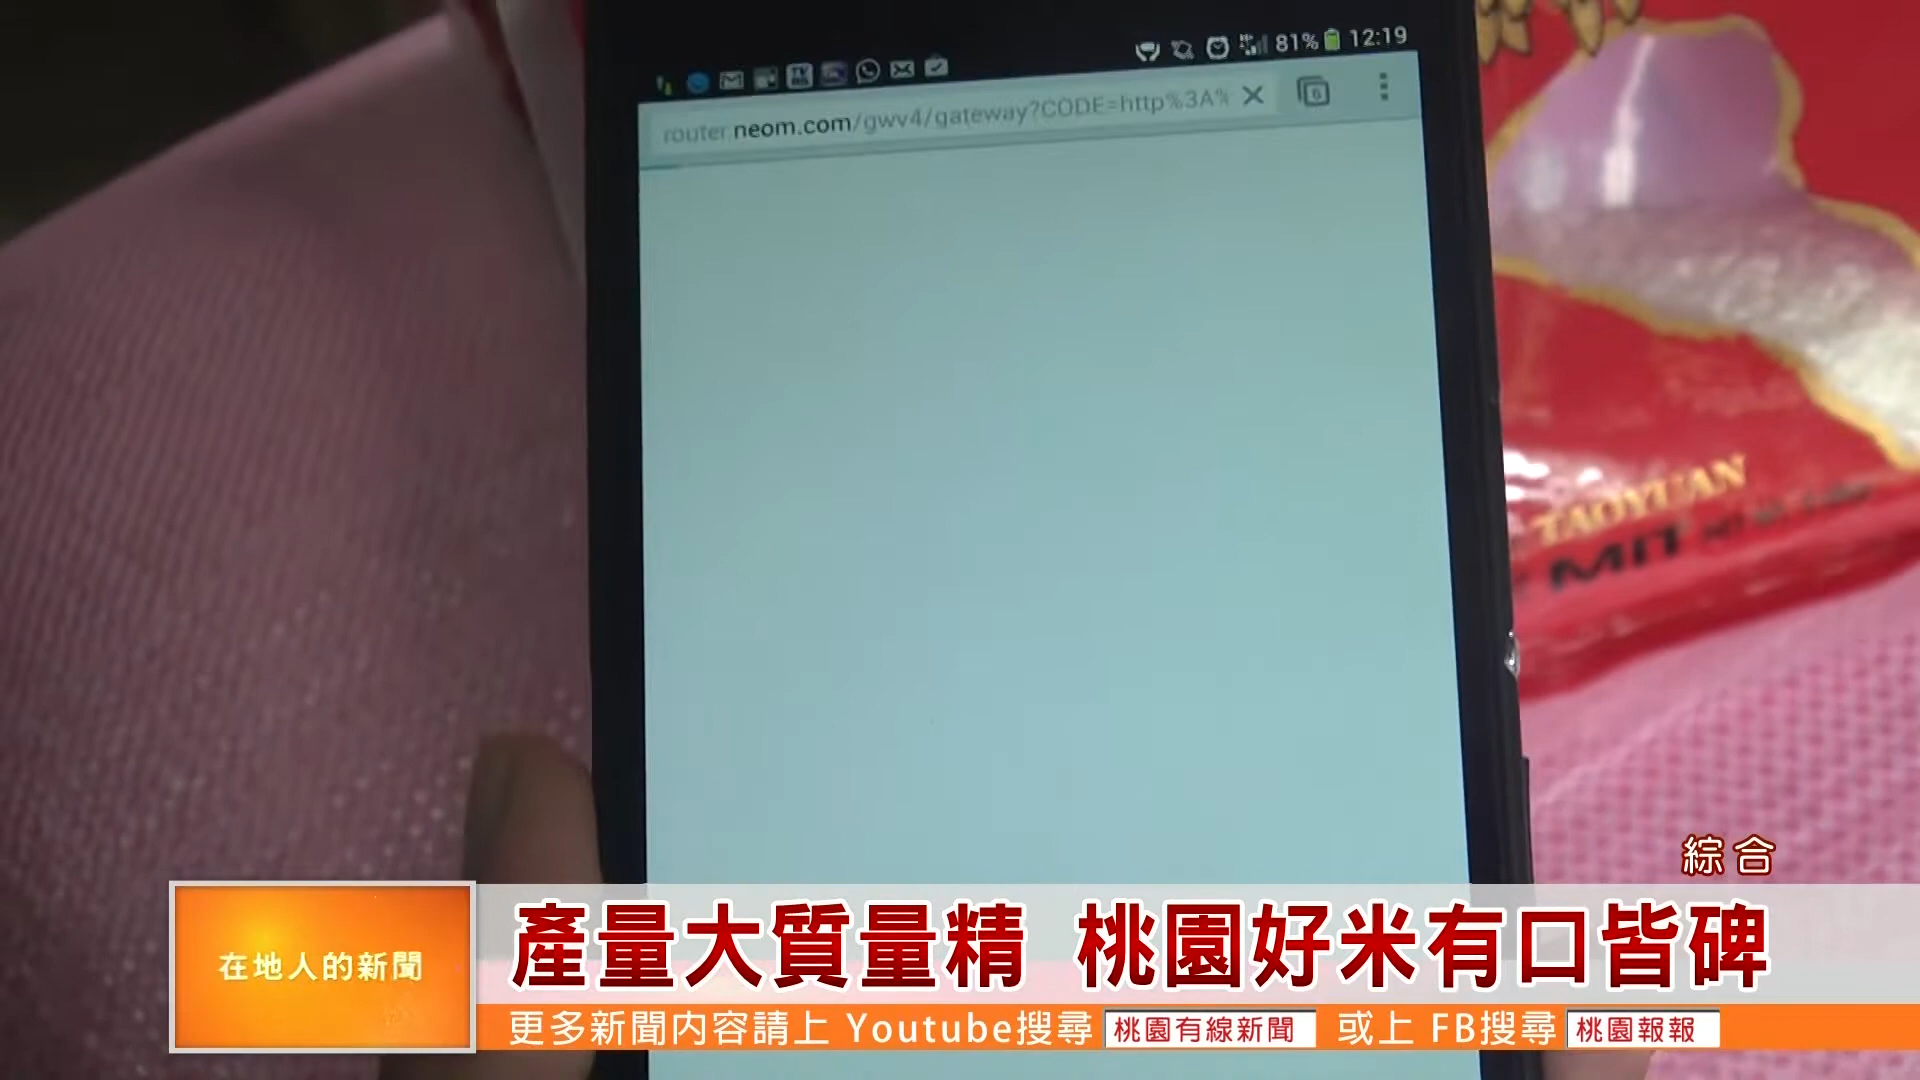 81% 12:19
router.neom.com/gwv4/gateway?CODE=http%3A%
6
TAOYUAN
MIT
綜合
在地人的新聞
產量大質量精 桃園好米有口皆碑
更多新聞内容請上 Youtube搜尋 桃園有線新聞 或上 FB搜尋 桃園報報